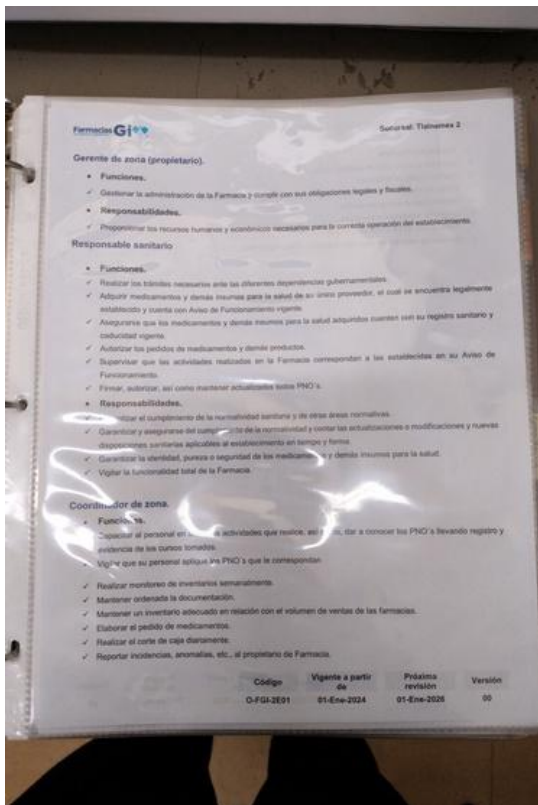 Farmacias Gi
Sucursal: Tlalnemex 2
Gerente de zona (propietario).
• Funciones.
✓ Gestionar la administración de la Farmacia y cumplir con sus obligaciones legales y fiscales.
• Responsabilidades.
✓ Proporcionar los recursos humanos y económicos necesarios para la correcta operación del establecimiento.
Responsable sanitario
• Funciones.
✓ Realizar los trámites necesarios ante las diferentes dependencias gubernamentales.
✓ Adquirir medicamentos y demás insumos para la salud de su único proveedor, el cual se encuentra legalmente
establecido y cuenta con Aviso de Funcionamiento vigente.
✓ Asegurarse que los medicamentos y demás insumos para la salud adquiridos cuenten con su registro sanitario y
caducidad vigente.
✓ Autorizar los pedidos de medicamentos y demás productos.
✓ Supervisar que las actividades realizadas en la Farmacia correspondan a las establecidas en su Aviso de
Funcionamiento.
✓ Firmar, autorizar, así como mantener actualizados estos PNO's.
• Responsabilidades.
el cumplimiento de la normatividad sanitaria y de otras áreas normativas.
✓ Garantizar y asegurarse del de la normatividad y contar las actualizaciones o modificaciones y nuevas
disposiciones sanitarias aplicables al establecimiento en tiempo y forma.
✓ Garantizar la identidad, pureza o seguridad de los medicamentos y demás insumos para la salud.
✓ Vigilar la funcionalidad total de la Farmacia.
Coordinador de zona.
• Funciones.
Capacitar al personal en actividades que realice, dar a conocer los PNO's llevando registro y
evidencia de los cursos tomados.
Vigilar que su personal aplique los PNO's que le correspondan
✓ Realizar monitoreo de inventarios semanalmente.
✓ Mantener ordenada la documentación.
✓ Mantener un inventario adecuado en relación con el volumen de ventas de las farmacias.
✓ Elaborar el pedido de medicamentos.
✓ Realizar el corte de caja diariamente.
✓ Reportar incidencias, anomalías, etc., al propietario de Farmacia.
Código Vigente a partir de Próxima revisión Versión
O-FGI-2E01 01-Ene-2024 01-Ene-2026 00